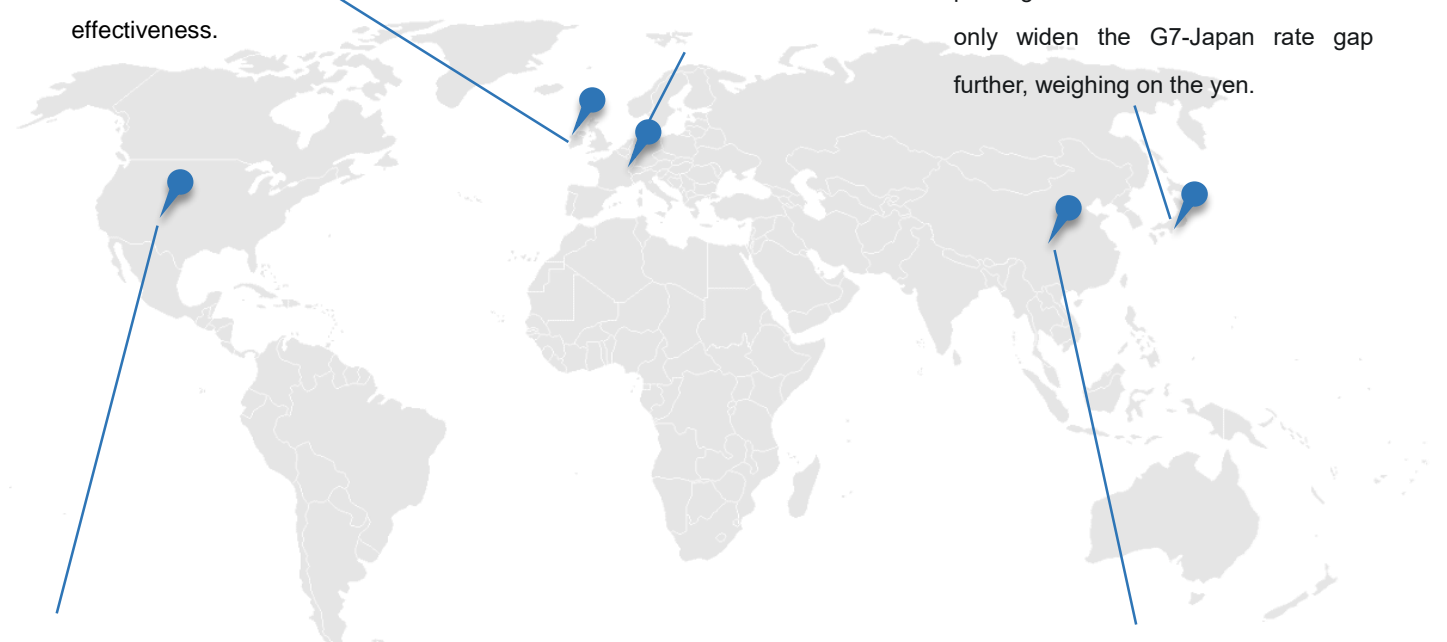 effectiveness.
only widen the G7-Japan rate gap
further, weighing on the yen.